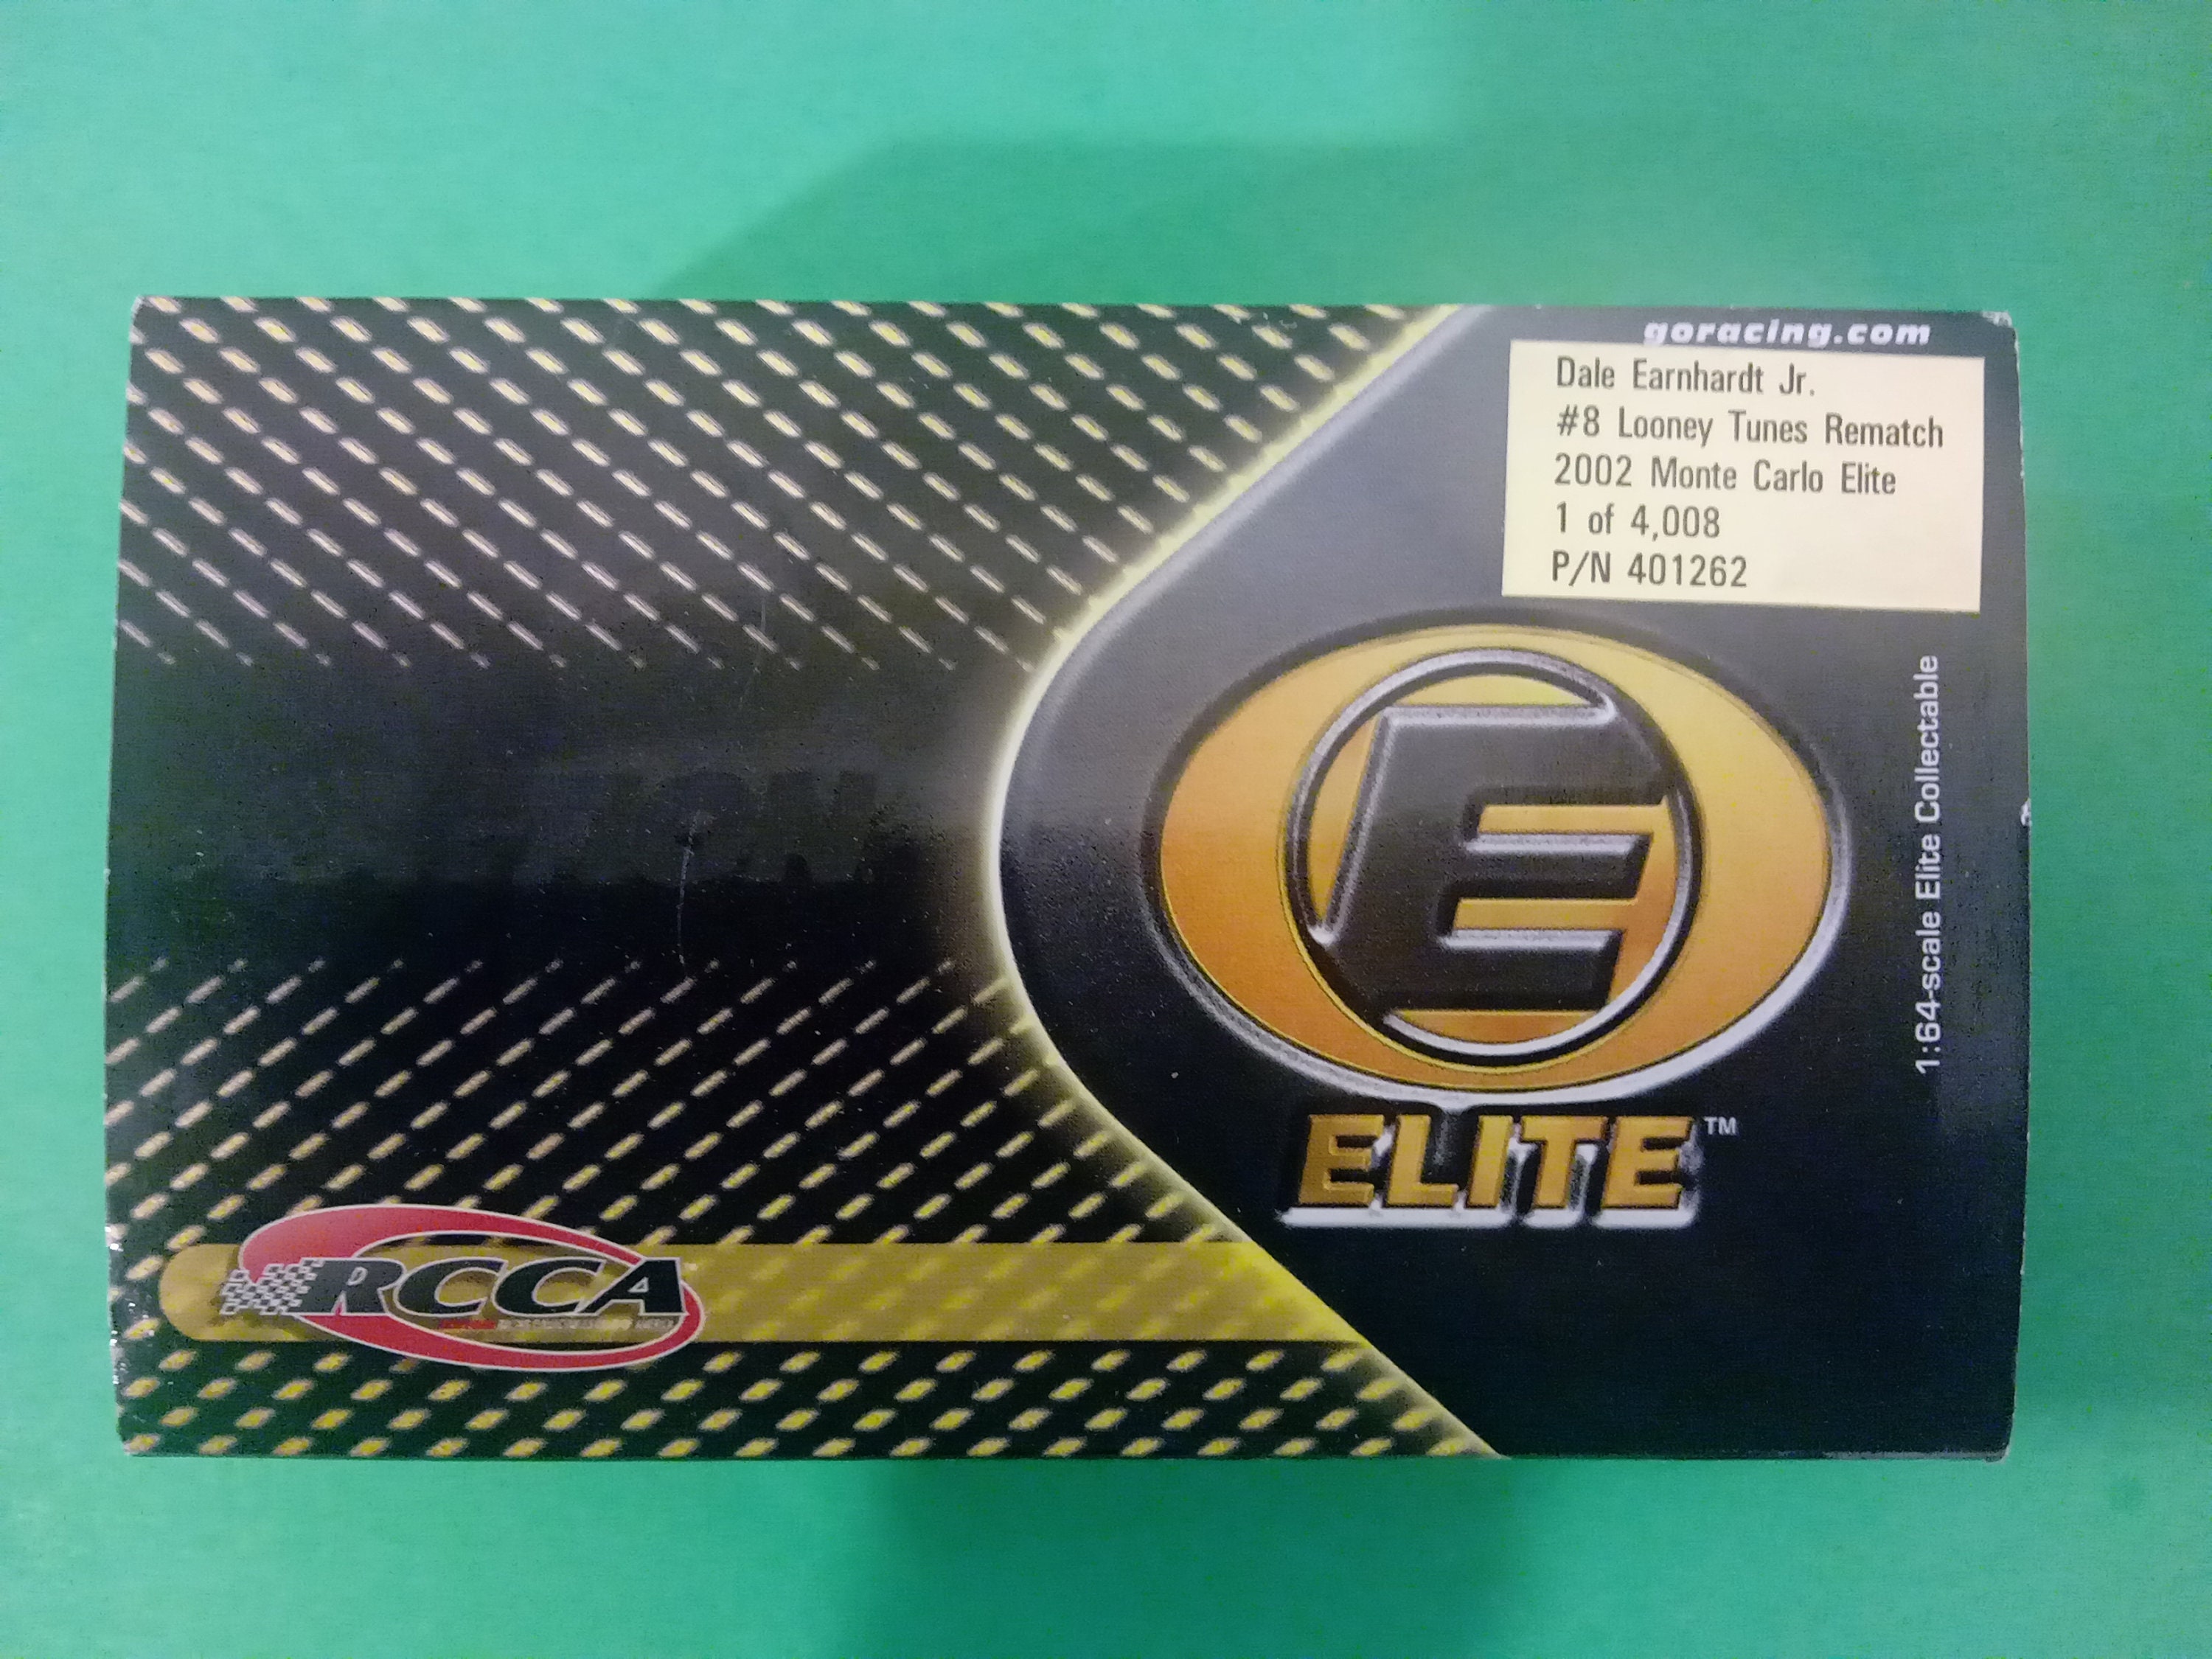 goracing.com
Dale Earnhardt Jr.
#8 Looney Tunes Rematch
2002 Monte Carlo Elite
1 of 4,008
P/N 401262
1:64-scale Elite Collectable
E
ELITE™
RCCA